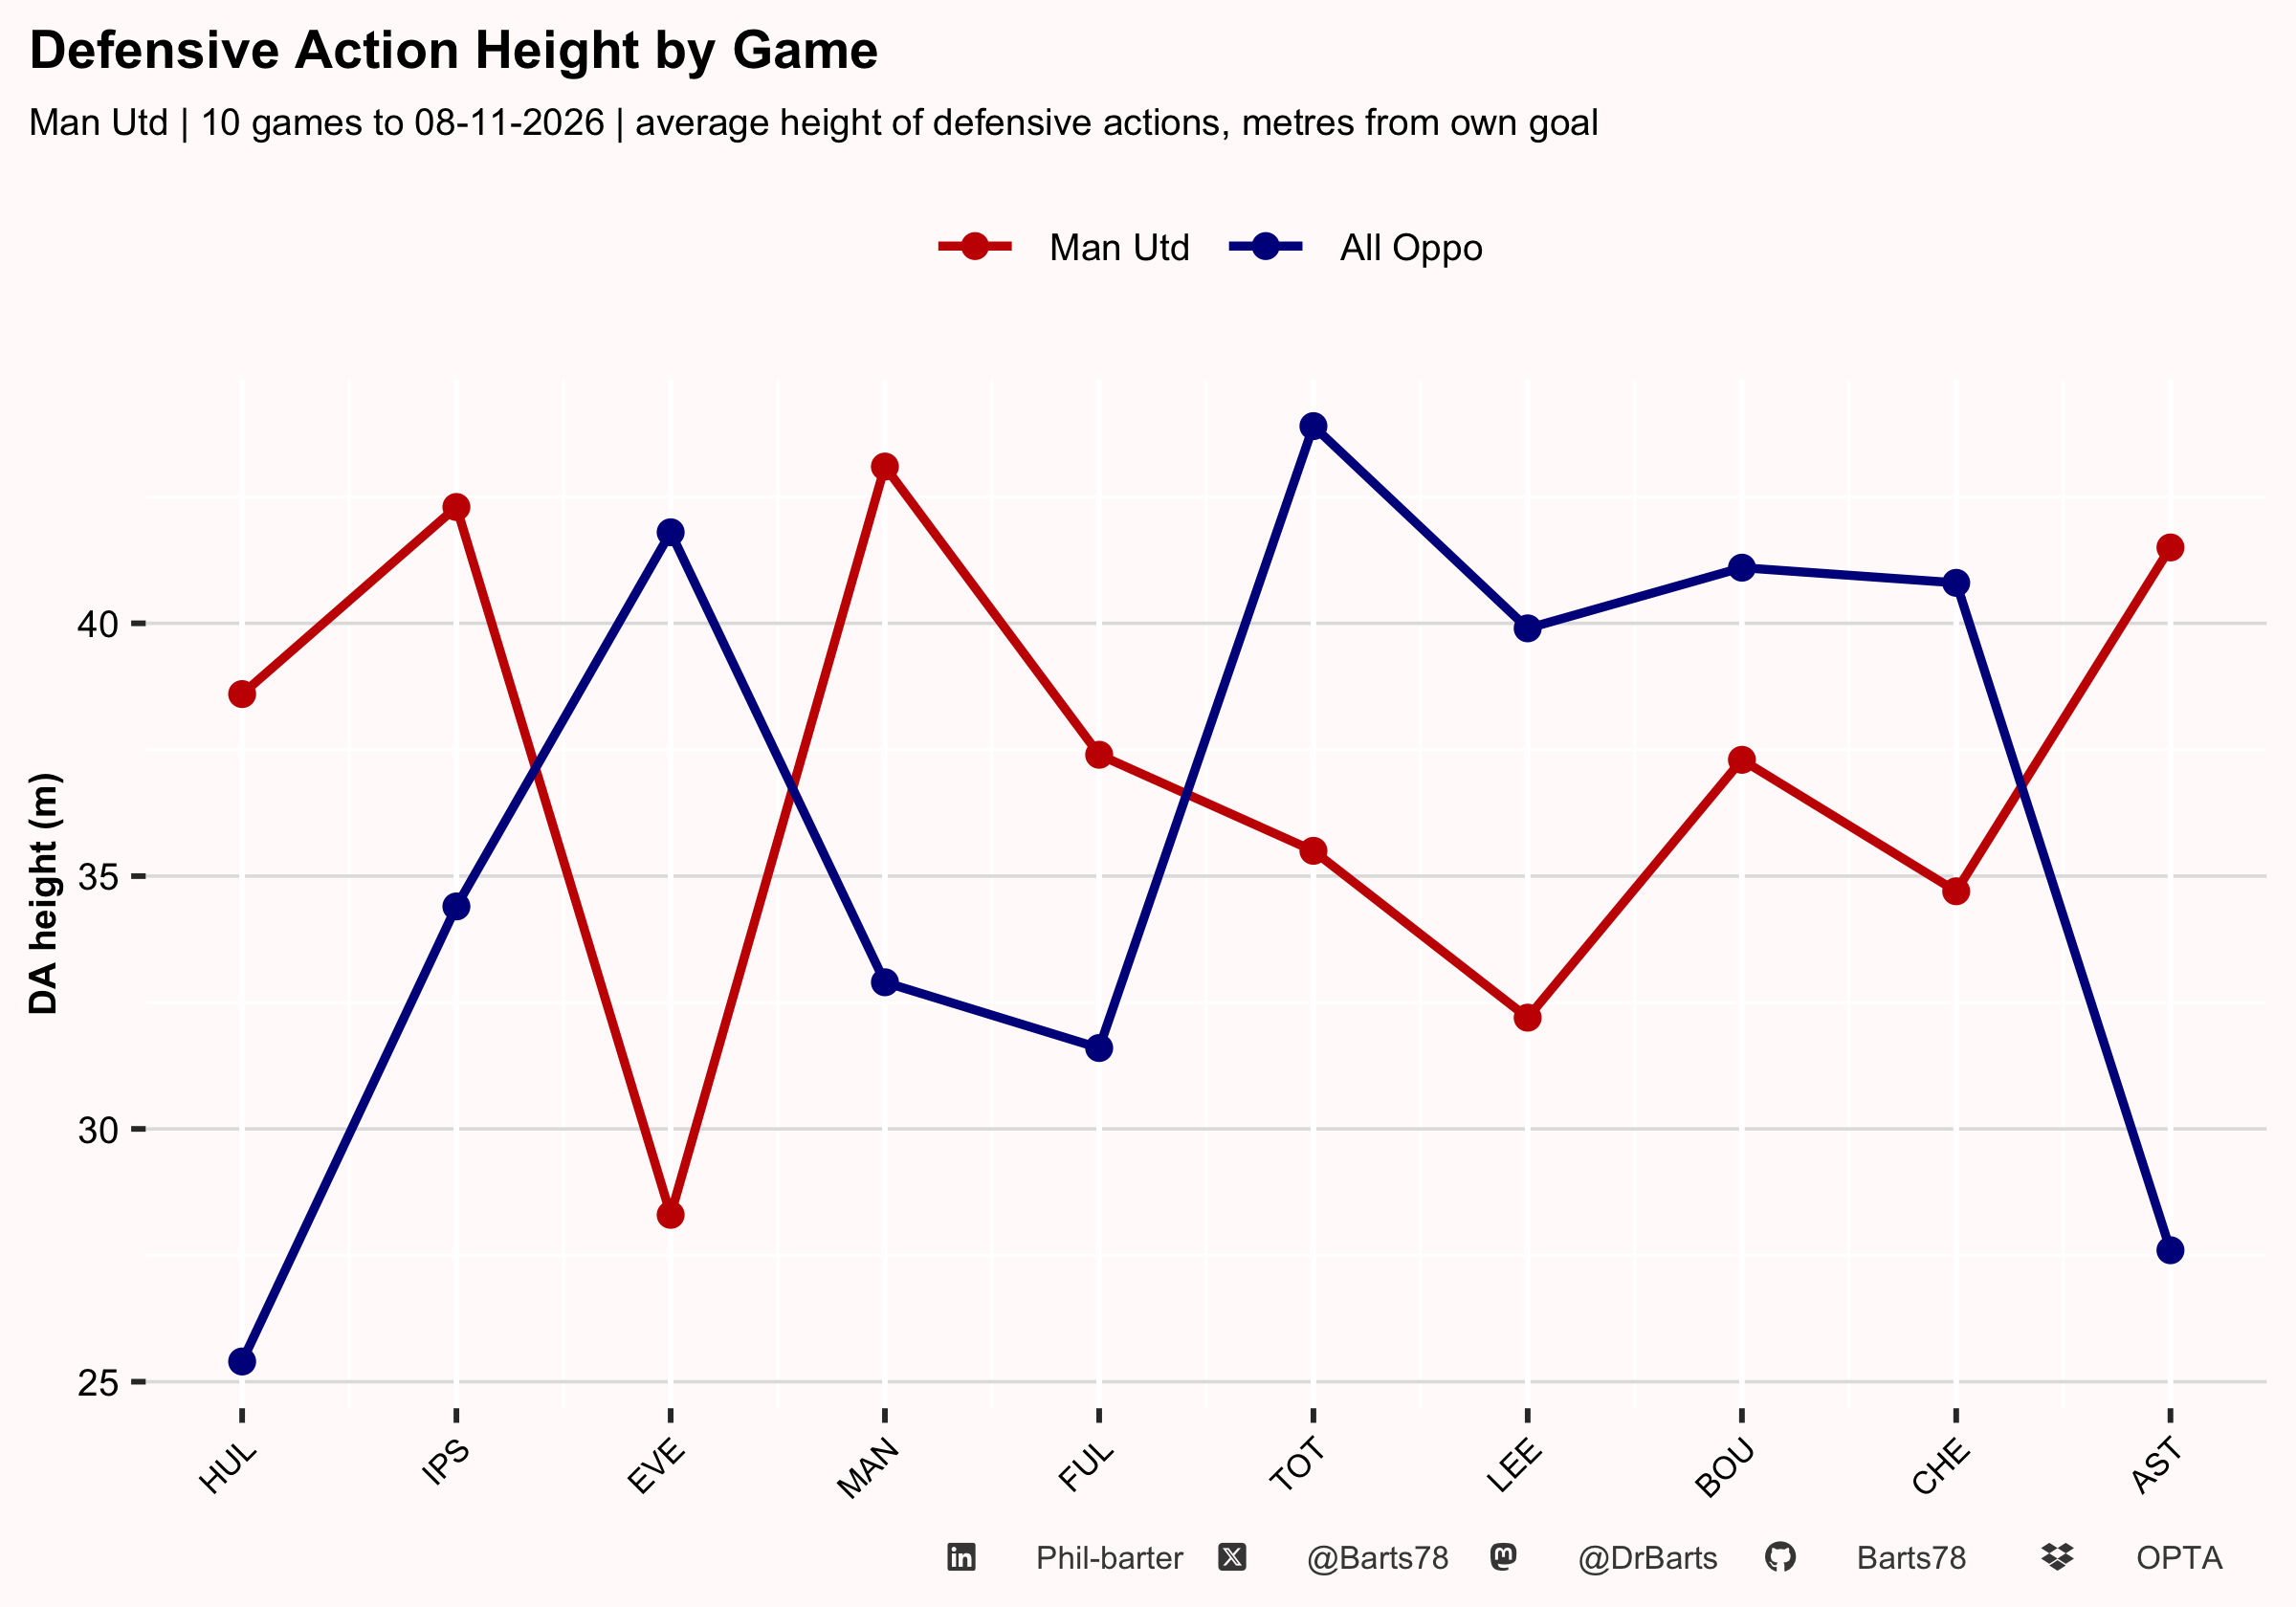 Defensive Action Height by Game
Man Utd | 10 games to 08-11-2026 | average height of defensive actions, metres from own goal
Man Utd All Oppo
DA height (m)
40
35
30
25
HUL IPS EVE MAN FUL TOT LEE BOU CHE AST
Phil-barter @Barts78 @DrBarts Barts78 OPTA